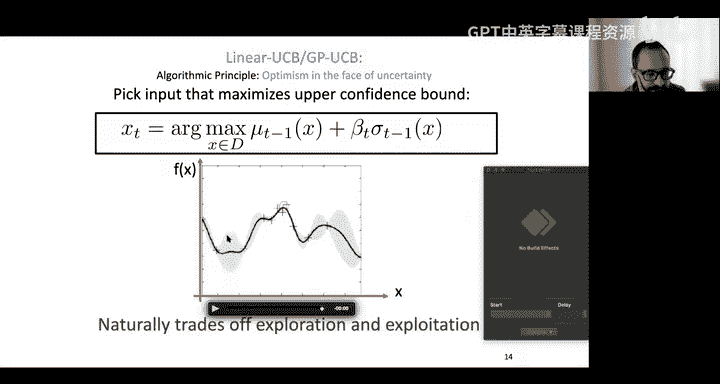 GPT中英字幕课程资源
Linear-UCB/GP-UCB:
Algorithmic Principle: Optimism in the face of uncertainty
Pick input that maximizes upper confidence bound:
x_t = arg max_{x∈D} μ_{t−1}(x) + β_tσ_{t−1}(x)
f(x)
x
No Build Effects
Start Delay
-00:00
Naturally trades off exploration and exploitation
14